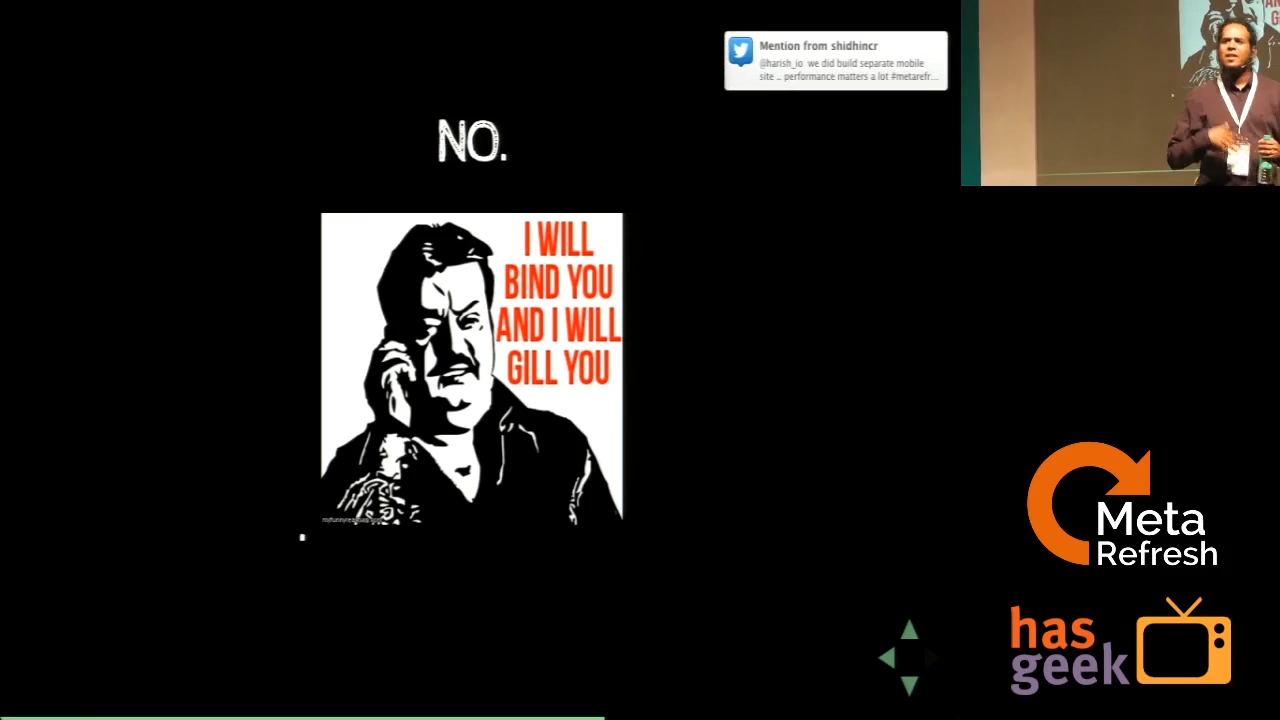 Mention from shidhincr
@harish_io we did build separate mobile
site .. performance matters a lot #metarefr...
NO.
I WILL
BIND YOU
AND I WILL
GILL YOU
Meta
Refresh
has
geek